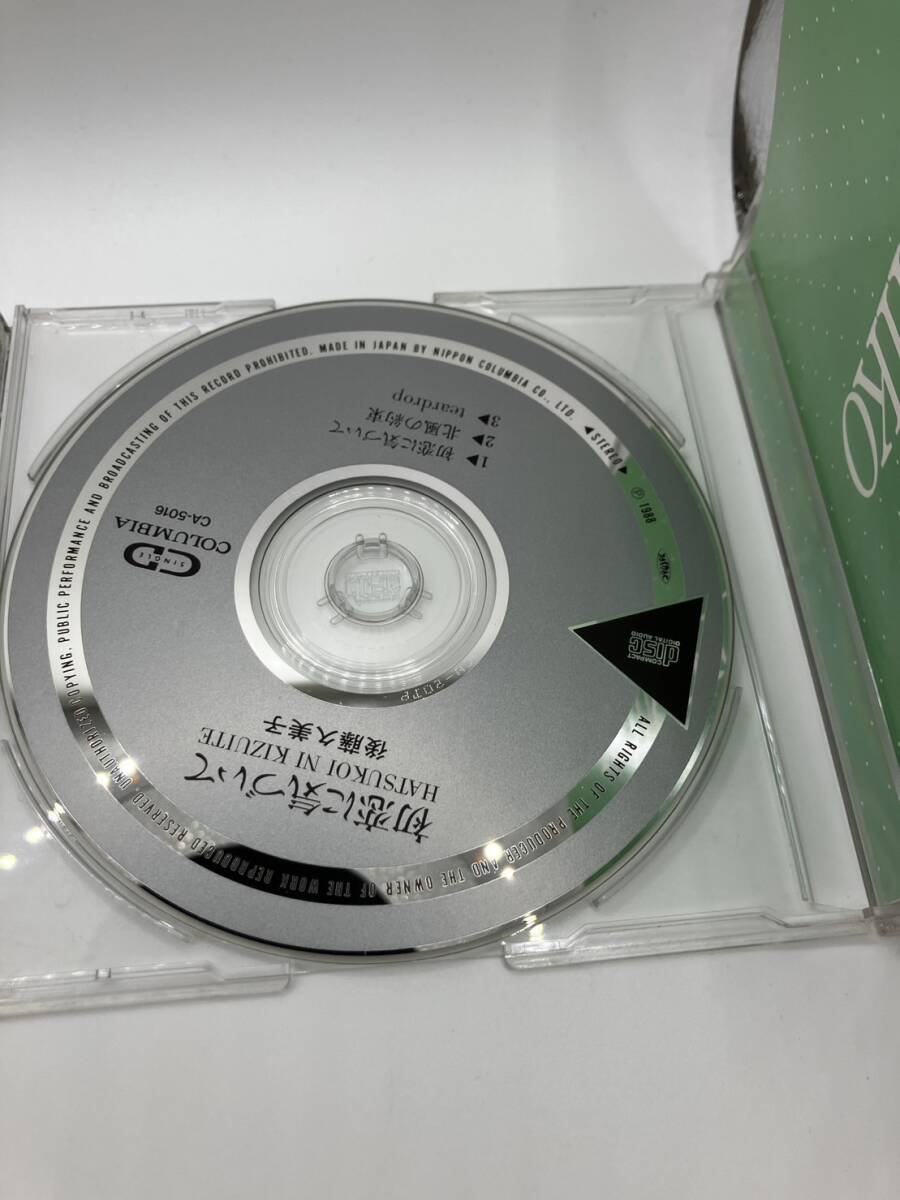 初恋に気づいて
HATSUKOI NI KIZUITE
後藤久美子
SINGLE
CD
COLUMBIA
CA-5016
COMPACT
disc
DIGITAL AUDIO
1▶ 初恋に気づいて
2▶ 北風の約束
3▶ teardrop
◀STEREO▶
Ⓟ 1988
ALL RIGHTS OF THE PRODUCER AND THE OWNER OF THE WORK REPRODUCED RESERVED. UNAUTHORIZED COPYING, PUBLIC PERFORMANCE AND BROADCASTING OF THIS RECORD PROHIBITED. MADE IN JAPAN BY NIPPON COLUMBIA CO., LTD.